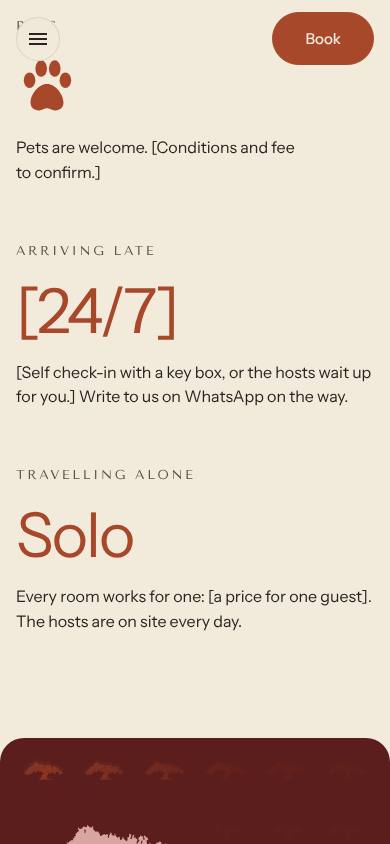 Book
Pets are welcome. [Conditions and fee
to confirm.]
ARRIVING LATE
[24/7]
[Self check-in with a key box, or the hosts wait up
for you.] Write to us on WhatsApp on the way.
TRAVELLING ALONE
Solo
Every room works for one: [a price for one guest].
The hosts are on site every day.